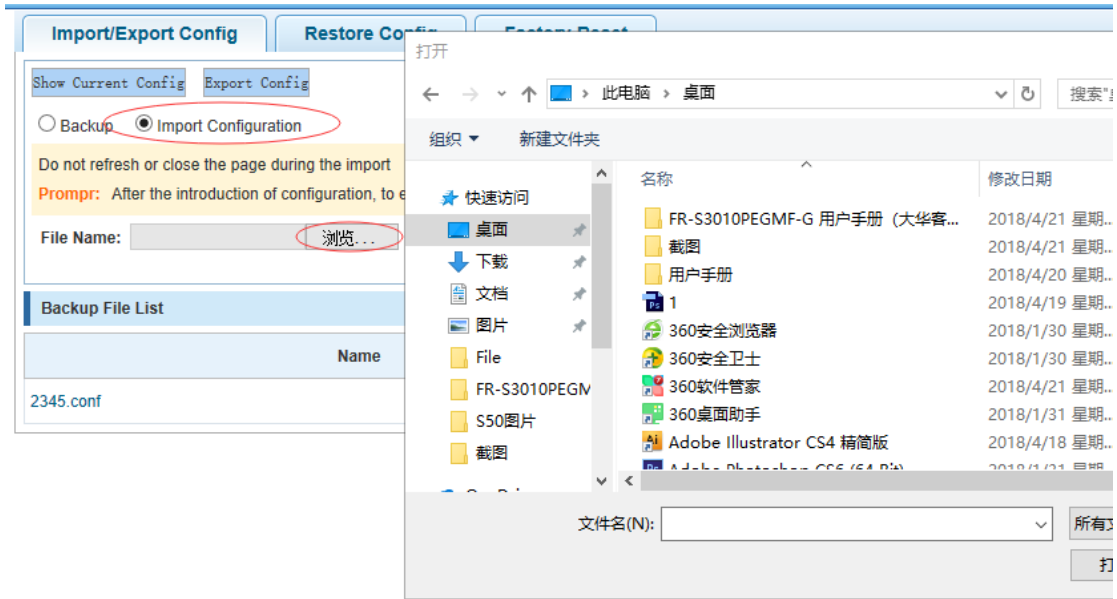 Import/Export Config
Restore
打开
Show Current Config
Export Config
此电脑
桌面
搜索"
Backup
Import Configuration
组织
新建文件夹
Do not refresh or close the page during the import
Prompr: After the introduction of configuration, to
File Name:
浏览...
名称
修改日期
快速访问
桌面
下载
文档
图片
File
FR-S3010PEGM
S50图片
截图
FR-S3010PEGMF-G 用户手册（大华客...
2018/4/21 星期...
截图
2018/4/21 星期...
用户手册
2018/4/20 星期...
1
2018/4/19 星期...
360安全浏览器
2018/1/30 星期...
360安全卫士
2018/1/30 星期...
360软件管家
2018/4/21 星期...
360桌面助手
2018/1/31 星期...
Adobe Illustrator CS4 精简版
2018/4/18 星期...
Adobe Photoshop CS6 (64 Bit)
Backup File List
Name
2345.conf
文件名(N):
所有